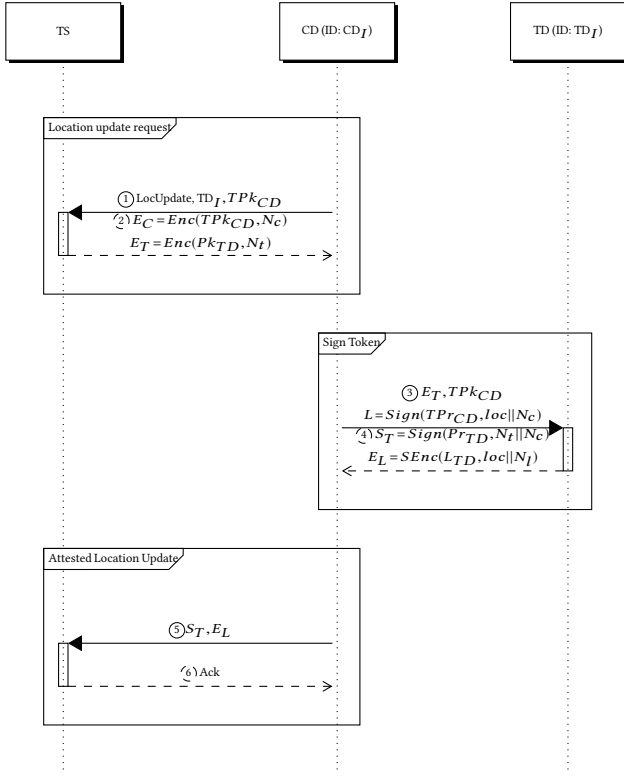 TS
CD (ID: CD_I)
TD (ID: TD_I)
Location update request
① LocUpdate, TD_I, TPk_CD
② E_C = Enc(TPk_CD, N_c)
E_T = Enc(Pk_TD, N_t)
Sign Token
③ E_T, TPk_CD
L = Sign(TPr_CD, loc||N_c)
④ S_T = Sign(Pr_TD, N_t||N_c)
E_L = SEnc(L_TD, loc||N_l)
Attested Location Update
⑤ S_T, E_L
⑥ Ack